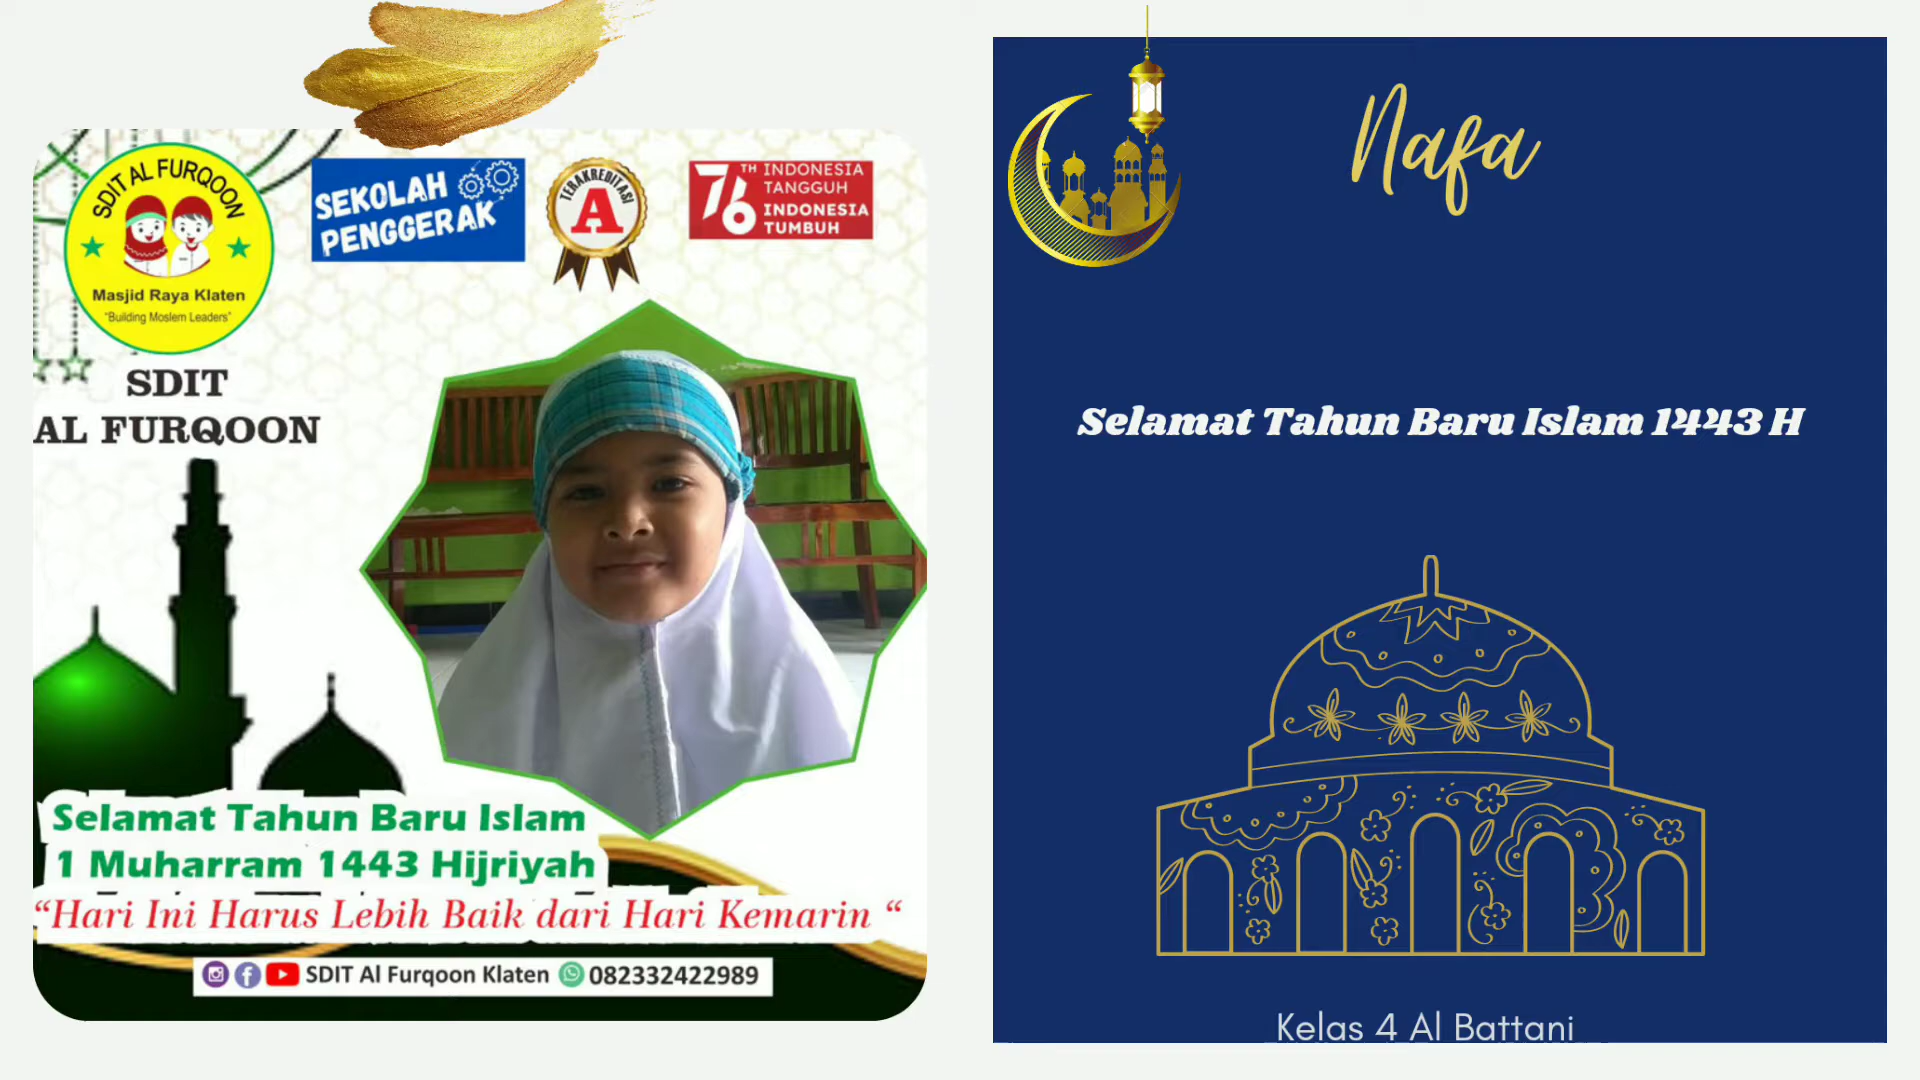 SDIT AL FURQOON
Masjid Raya Klaten
"Building Moslem Leaders"
SEKOLAH
PENGGERAK
TERAKREDITASI
A
76 TH INDONESIA
TANGGUH
INDONESIA
TUMBUH
SDIT
AL FURQOON
Selamat Tahun Baru Islam
1 Muharram 1443 Hijriyah
“Hari Ini Harus Lebih Baik dari Hari Kemarin “
SDIT Al Furqoon Klaten 082332422989
Nafa
Selamat Tahun Baru Islam 1443 H
Kelas 4 Al Battani